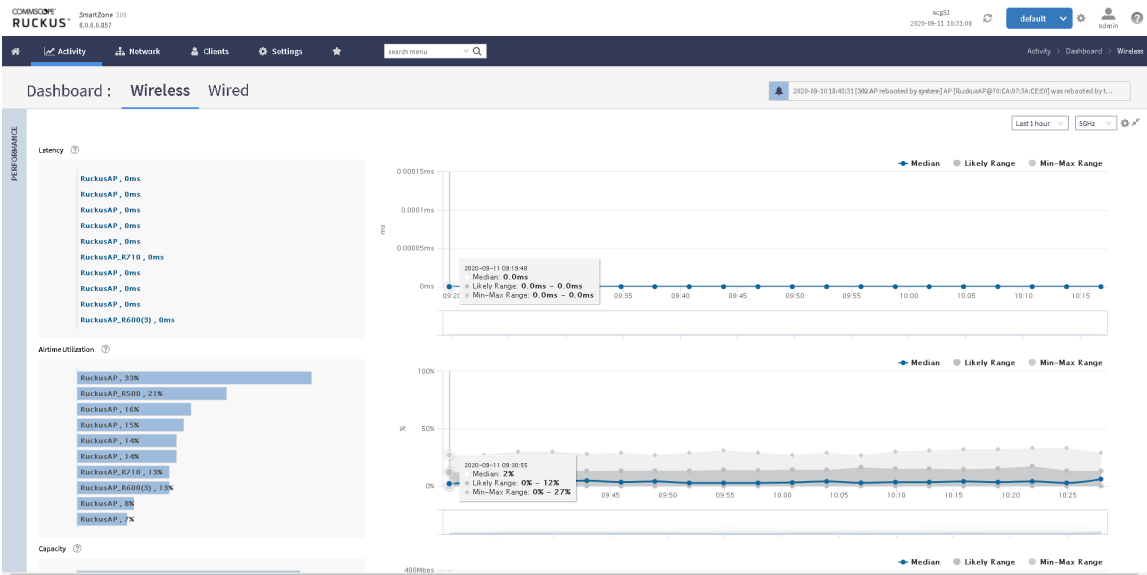 COMMSCOPE
RUCKUS
SmartZone 300
6.0.0.0.857
scg51
2020-09-11 10:31:08
default
admin
Activity
Network
Clients
Settings
search menu
Activity > Dashboard > Wireless
Dashboard : Wireless Wired
2020-09-10 18:43:31 [302 AP rebooted by system] AP [RuckusAP@70:CA:97:3A:CE:E0] was rebooted by t...
PERFORMANCE
Last 1 hour
5GHz
Latency
RuckusAP , 0ms
RuckusAP , 0ms
RuckusAP , 0ms
RuckusAP , 0ms
RuckusAP , 0ms
RuckusAP_R710 , 0ms
RuckusAP , 0ms
RuckusAP , 0ms
RuckusAP , 0ms
RuckusAP_R600(3) , 0ms
Median Likely Range Min-Max Range
0.00015ms
0.0001ms
ms
0.00005ms
0ms
2020-09-11 09:19:48
Median: 0.0ms
Likely Range: 0.0ms - 0.0ms
Min-Max Range: 0.0ms - 0.0ms
09:35 09:40 09:45 09:50 09:55 10:00 10:05 10:10 10:15
Airtime Utilization
RuckusAP , 33%
RuckusAP_R500 , 21%
RuckusAP , 16%
RuckusAP , 15%
RuckusAP , 14%
RuckusAP , 14%
RuckusAP_R710 , 13%
RuckusAP_R600(3) , 13%
RuckusAP , 8%
RuckusAP , 7%
Median Likely Range Min-Max Range
100%
%
50%
0%
2020-09-11 09:30:55
Median: 2%
Likely Range: 0% - 12%
Min-Max Range: 0% - 27%
09:45 09:50 09:55 10:00 10:05 10:10 10:15 10:20 10:25
Capacity
Median Likely Range Min-Max Range
400Mbps